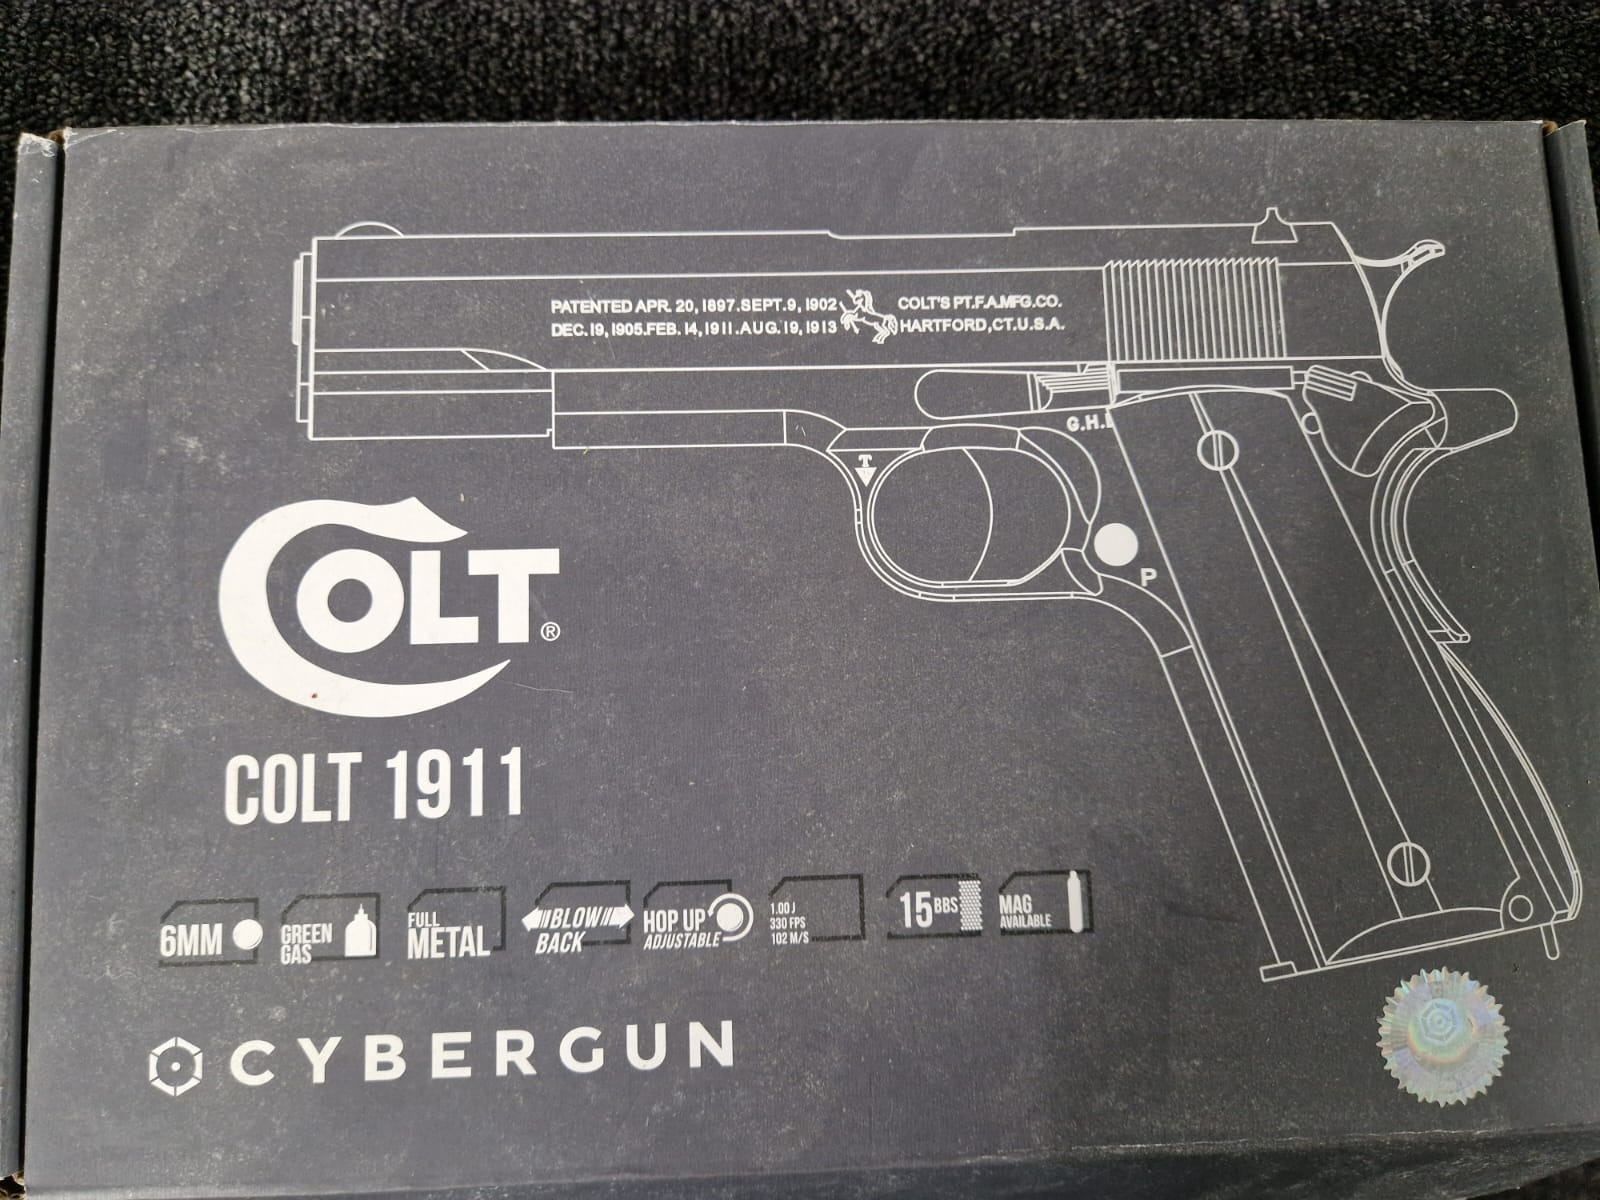 PATENTED APR. 20, 1897.SEPT. 9, 1902 COLT'S PT.F.A.MFG.CO.
DEC. 19, 1905.FEB. 14, 1911.AUG. 19, 1913 HARTFORD, CT. U.S.A.
G.H.
T
P
COLT®
COLT 1911
6MM
GREEN
GAS
FULL
METAL
BLOW
BACK
HOP UP
ADJUSTABLE
1.00 J
330 FPS
102 M/S
15 BBS
MAG
AVAILABLE
CYBERGUN